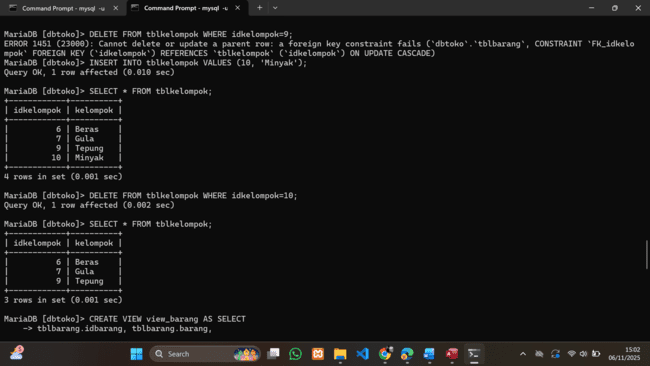 Command Prompt - mysql -u
Command Prompt - mysql -u
MariaDB [dbtoko]> DELETE FROM tblkelompok WHERE idkelompok=9;
ERROR 1451 (23000): Cannot delete or update a parent row: a foreign key constraint fails (`dbtoko`.`tblbarang`, CONSTRAINT `FK_idkelo
mpok` FOREIGN KEY (`idkelompok`) REFERENCES `tblkelompok` (`idkelompok`) ON UPDATE CASCADE)
MariaDB [dbtoko]> INSERT INTO tblkelompok VALUES (10, 'Minyak');
Query OK, 1 row affected (0.010 sec)
MariaDB [dbtoko]> SELECT * FROM tblkelompok;
+------------+----------+
| idkelompok | kelompok |
+------------+----------+
|          6 | Beras    |
|          7 | Gula     |
|          9 | Tepung   |
|         10 | Minyak   |
+------------+----------+
4 rows in set (0.001 sec)
MariaDB [dbtoko]> DELETE FROM tblkelompok WHERE idkelompok=10;
Query OK, 1 row affected (0.002 sec)
MariaDB [dbtoko]> SELECT * FROM tblkelompok;
+------------+----------+
| idkelompok | kelompok |
+------------+----------+
|          6 | Beras    |
|          7 | Gula     |
|          9 | Tepung   |
+------------+----------+
3 rows in set (0.001 sec)
MariaDB [dbtoko]> CREATE VIEW view_barang AS SELECT
    -> tblbarang.idbarang, tblbarang.barang,
Search
15:02
06/11/2025